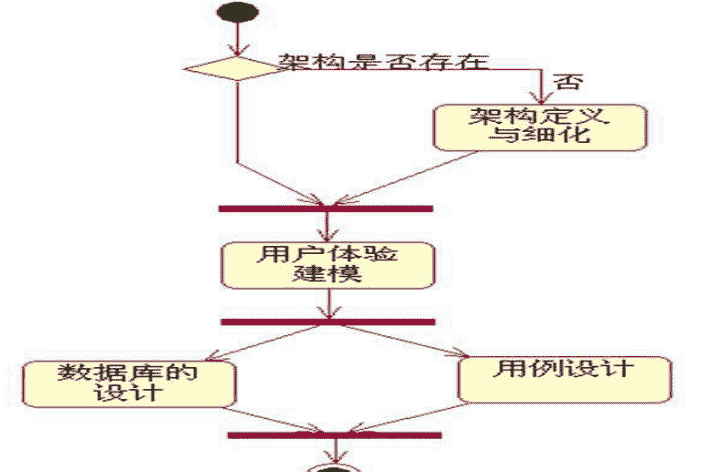 架构是否存在
否
架构定义
与细化
用户体验
建模
数据库的
设计
用例设计